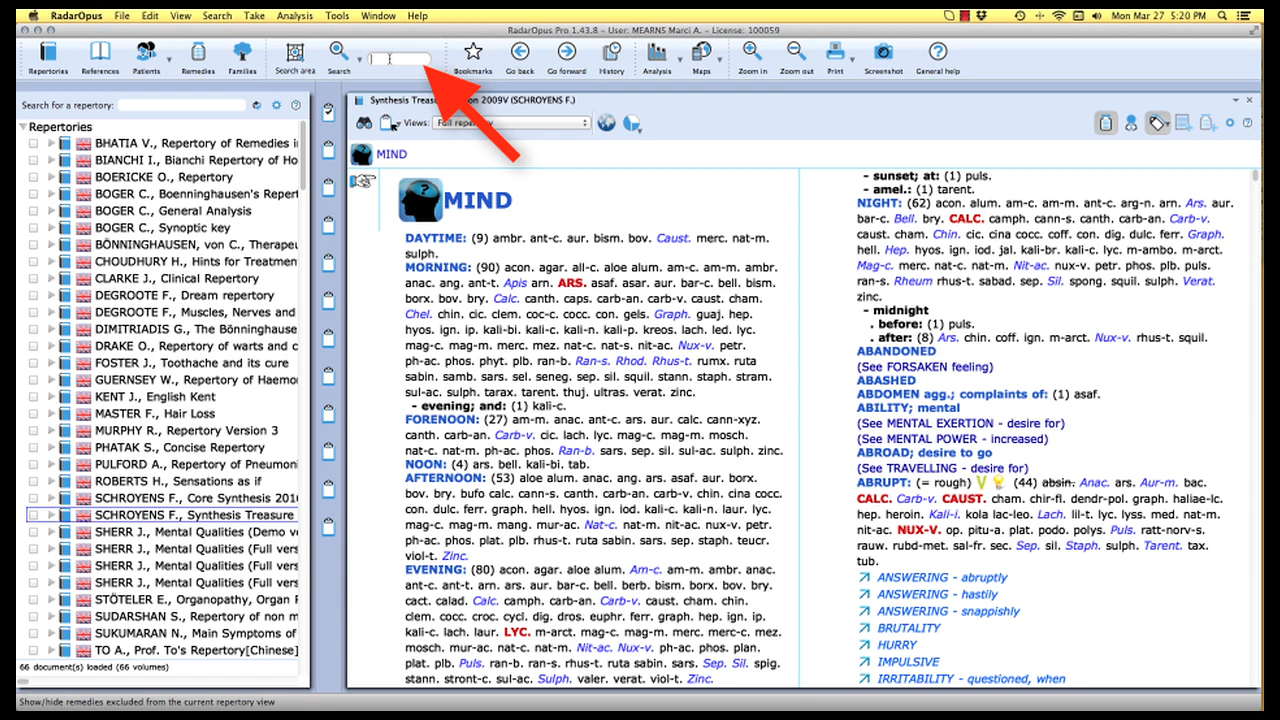 RadarOpus File Edit View Search Take Analysis Tools Window Help Mon Mar 27 5:20 PM
RadarOpus Pro 1.43.8 - User: MEARNS Marci A. - License: 100059
Repertories References Patients Remedies Families Search area Search Bookmarks Go back Go forward History Analysis Maps Zoom in Zoom out Print Screenshot General help
Search for a repertory:
Repertories
BHATIA V., Repertory of Remedies i
BIANCHI I., Bianchi Repertory of Ho
BOERICKE O., Repertory
BOGER C., Boenninghausen's Repert
BOGER C., General Analysis
BOGER C., Synoptic key
BÖNNINGHAUSEN, von C., Therapeu
CHOUDHURY H., Hints for Treatmen
CLARKE J., Clinical Repertory
DEGROOTE F., Dream repertory
DEGROOTE F., Muscles, Nerves and
DIMITRIADIS G., The Bönninghause
DRAKE O., Repertory of warts and c
FOSTER J., Toothache and its cure
GUERNSEY W., Repertory of Haemor
KENT J., English Kent
MASTER F., Hair Loss
MURPHY R., Repertory Version 3
PHATAK S., Concise Repertory
PULFORD A., Repertory of Pneumoni
ROBERTS H., Sensations as if
SCHROYENS F., Core Synthesis 201
SCHROYENS F., Synthesis Treasure
SHERR J., Mental Qualities (Demo v
SHERR J., Mental Qualities (Full vers
SHERR J., Mental Qualities (Full vers
SHERR J., Mental Qualities (Full vers
STÖTELER E., Organopathy, Organ R
SUDARSHAN S., Repertory of non m
SUKUMARAN N., Main Symptoms of
TO A., Prof. To's Repertory[Chinese]
66 document(s) loaded (66 volumes)
Show/hide remedies excluded from the current repertory view
Synthesis Treasu on 2009V (SCHROYENS F.)
Views: Full repe
MIND
MIND
DAYTIME: (9) ambr. ant-c. aur. bism. bov. Caust. merc. nat-m.
sulph.
MORNING: (90) acon. agar. all-c. aloe alum. am-c. am-m. ambr.
anac. ang. ant-t. Apis arn. ARS. asaf. asar. aur. bar-c. bell. bism.
borx. bov. bry. Calc. canth. caps. carb-an. carb-v. caust. cham.
Chel. chin. cic. clem. coc-c. cocc. con. gels. Graph. guaj. hep.
hyos. ign. ip. kali-bi. kali-c. kali-n. kali-p. kreos. lach. led. lyc.
mag-c. mag-m. merc. mez. nat-c. nat-s. nit-ac. Nux-v. petr.
ph-ac. phos. phyt. plb. ran-b. Ran-s. Rhod. Rhus-t. rumx. ruta
sabin. samb. sars. sel. seneg. sep. sil. squil. stann. staph. stram.
sul-ac. sulph. tarax. tarent. thuj. ultras. verat. zinc.
- evening; and: (1) kali-c.
FORENOON: (27) am-m. anac. ant-c. ars. aur. calc. cann-xyz.
canth. carb-an. Carb-v. cic. lach. lyc. mag-c. mag-m. mosch.
nat-c. nat-m. ph-ac. phos. Ran-b. sars. sep. sil. sul-ac. sulph. zinc.
NOON: (4) ars. bell. kali-bi. tab.
AFTERNOON: (53) aloe alum. anac. ang. ars. asaf. aur. borx.
bov. bry. bufo calc. cann-s. canth. carb-an. carb-v. chin. cina cocc.
con. dulc. ferr. graph. hell. hyos. ign. iod. kali-c. kali-n. laur. lyc.
mag-c. mag-m. mang. mur-ac. Nat-c. nat-m. nit-ac. nux-v. petr.
ph-ac. phos. plat. plb. rhus-t. ruta sabin. sars. sep. staph. teucr.
viol-t. Zinc.
EVENING: (80) acon. agar. aloe alum. Am-c. am-m. ambr. anac.
ant-c. ant-t. arn. ars. aur. bar-c. bell. berb. bism. borx. bov. bry.
cact. calad. Calc. camph. carb-an. Carb-v. caust. cham. chin.
clem. cocc. croc. cycl. dig. dros. euphr. ferr. graph. hep. ign. ip.
kali-c. lach. laur. LYC. m-arct. mag-c. mag-m. merc. merc-c. mez.
mosch. mur-ac. nat-c. nat-m. Nit-ac. Nux-v. petr. ph-ac. phos. plan.
plat. plb. Puls. ran-b. ran-s. rhus-t. ruta sabin. sars. Sep. Sil. spig.
stann. stront-c. sul-ac. Sulph. valer. verat. viol-t. Zinc.
- sunset; at: (1) puls.
- amel.: (1) tarent.
NIGHT: (62) acon. alum. am-c. am-m. ant-c. arg-n. arn. Ars. aur.
bar-c. Bell. bry. CALC. camph. cann-s. canth. carb-an. Carb-v.
caust. cham. Chin. cic. cina cocc. coff. con. dig. dulc. ferr. Graph.
hell. Hep. hyos. ign. iod. jal. kali-br. kali-c. lyc. m-ambo. m-arct.
Mag-c. merc. nat-c. nat-m. Nit-ac. nux-v. petr. phos. plb. puls.
ran-s. Rheum rhus-t. sabad. sep. Sil. spong. squil. sulph. Verat.
zinc.
- midnight
. before: (1) puls.
. after: (8) Ars. chin. coff. ign. m-arct. Nux-v. rhus-t. squil.
ABANDONED
(See FORSAKEN feeling)
ABASHED
ABDOMEN agg.; complaints of: (1) asaf.
ABILITY; mental
(See MENTAL EXERTION - desire for)
(See MENTAL POWER - increased)
ABROAD; desire to go
(See TRAVELLING - desire for)
ABRUPT: (= rough) (44) absin. Anac. ars. Aur-m. bac.
CALC. Carb-v. CAUST. cham. chir-fl. dendr-pol. graph. haliae-lc.
hep. heroin. Kali-i. kola lac-leo. Lach. lil-t. lyc. lyss. med. nat-m.
nit-ac. NUX-V. op. pitu-a. plat. podo. polys. Puls. ratt-norv-s.
rauw. rubd-met. sal-fr. sec. Sep. sil. Staph. sulph. Tarent. tax.
tub.
ANSWERING - abruptly
ANSWERING - hastily
ANSWERING - snappishly
BRUTALITY
HURRY
IMPULSIVE
IRRITABILITY - questioned, when